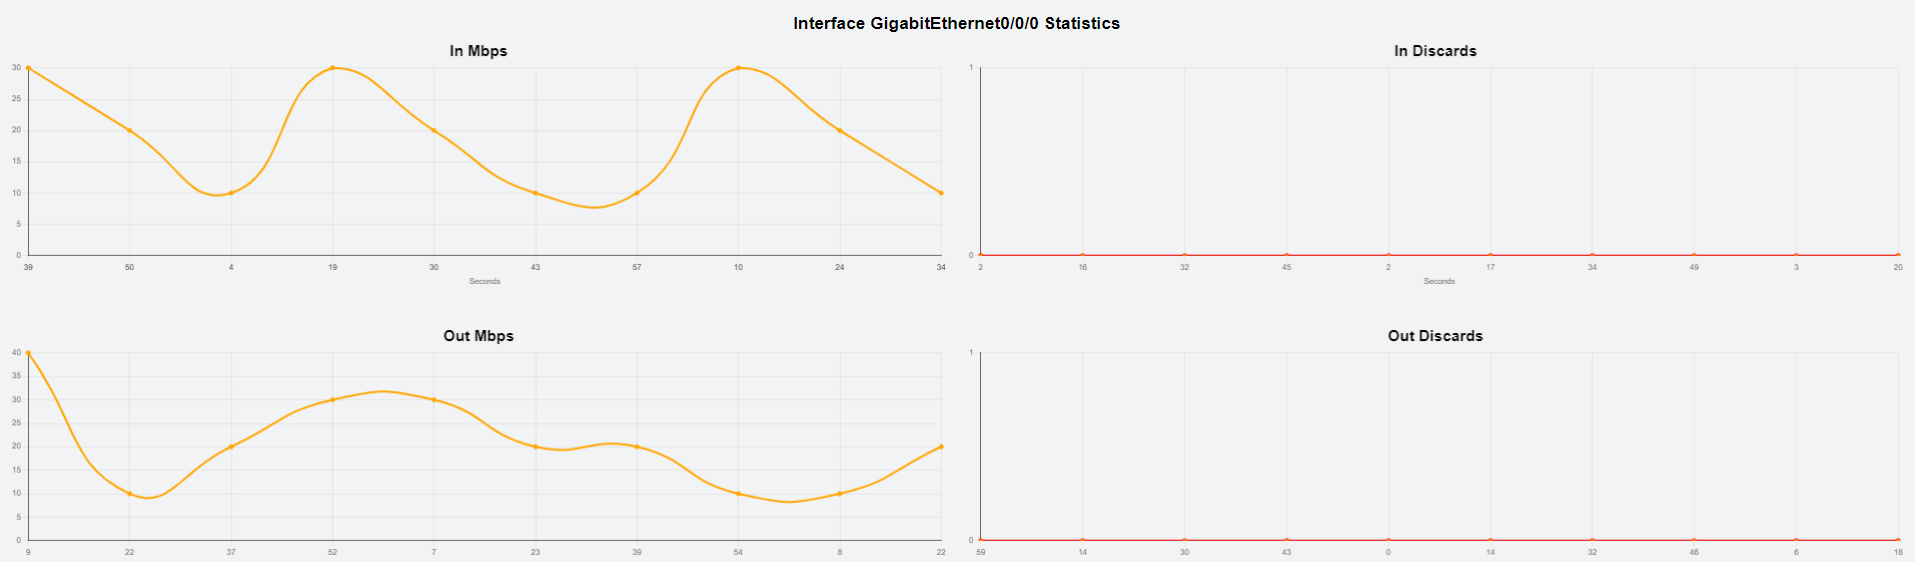 Interface GigabitEthernet0/0/0 Statistics
In Mbps
30
25
20
15
10
5
0
39 50 4 19 30 43 57 10 24 34
Seconds
In Discards
1
0
2 16 32 45 2 17 34 49 3 20
Seconds
Out Mbps
40
35
30
25
20
15
10
5
0
9 22 37 52 7 23 39 54 8 22
Out Discards
1
0
59 14 30 43 0 14 32 46 6 18